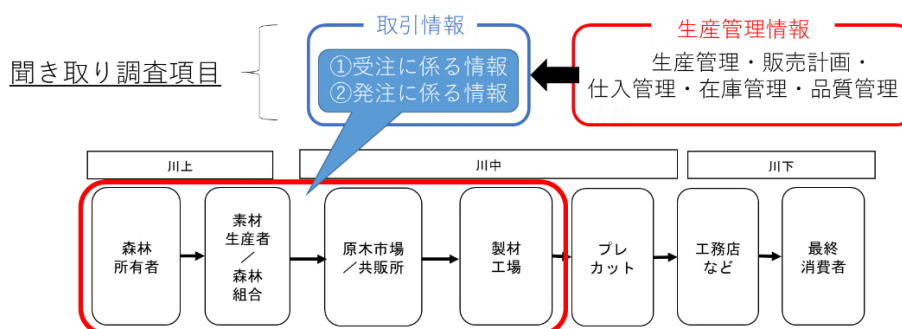 聞き取り調査項目
取引情報
①受注に係る情報
②発注に係る情報
生産管理情報
生産管理・販売計画・
仕入管理・在庫管理・品質管理
川上
川中
川下
森林
所有者
素材
生産者
／
森林
組合
原木市場
／共販所
製材
工場
プレ
カット
工務店
など
最終
消費者